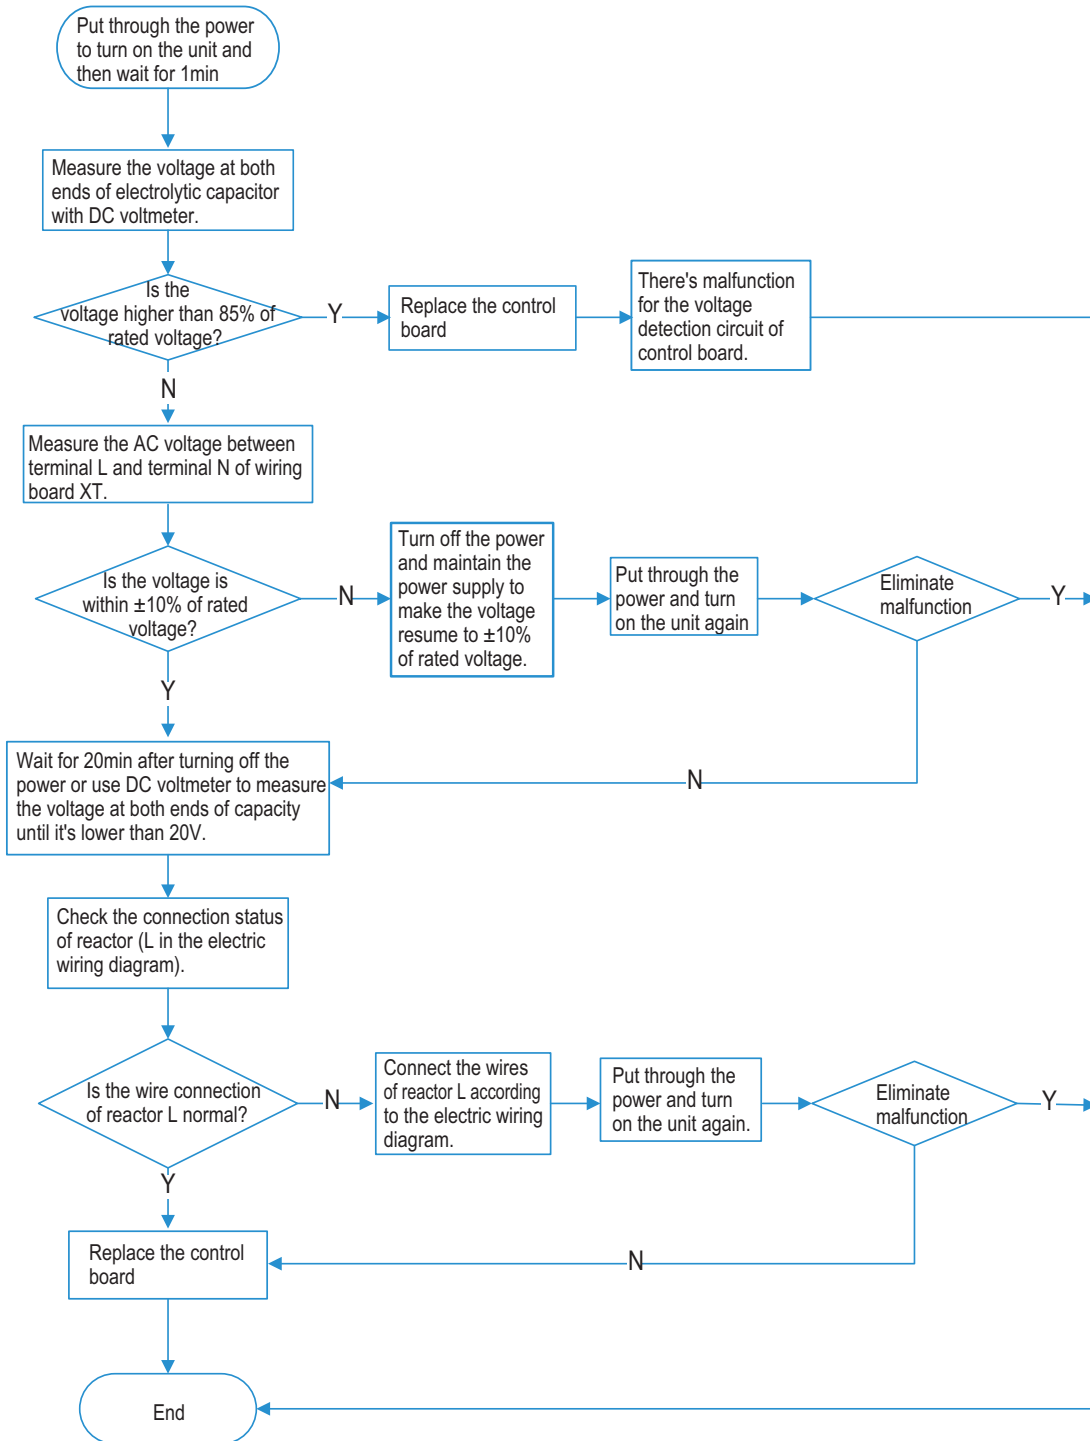 Put through the power
to turn on the unit and
then wait for 1min
Measure the voltage at both
ends of electrolytic capacitor
with DC voltmeter.
Is the
voltage higher than 85% of
rated voltage?
Y
Replace the control
board
There's malfunction
for the voltage
detection circuit of
control board.
N
Measure the AC voltage between
terminal L and terminal N of wiring
board XT.
Is the voltage is
within ±10% of rated
voltage?
N
Turn off the power
and maintain the
power supply to
make the voltage
resume to ±10%
of rated voltage.
Put through the
power and turn
on the unit again
Eliminate
malfunction
Y
Y
N
Wait for 20min after turning off the
power or use DC voltmeter to measure
the voltage at both ends of capacity
until it's lower than 20V.
Check the connection status
of reactor (L in the electric
wiring diagram).
Is the wire connection
of reactor L normal?
N
Connect the wires
of reactor L according
to the electric wiring
diagram.
Put through the
power and turn
on the unit again.
Eliminate
malfunction
Y
Y
N
Replace the control
board
End